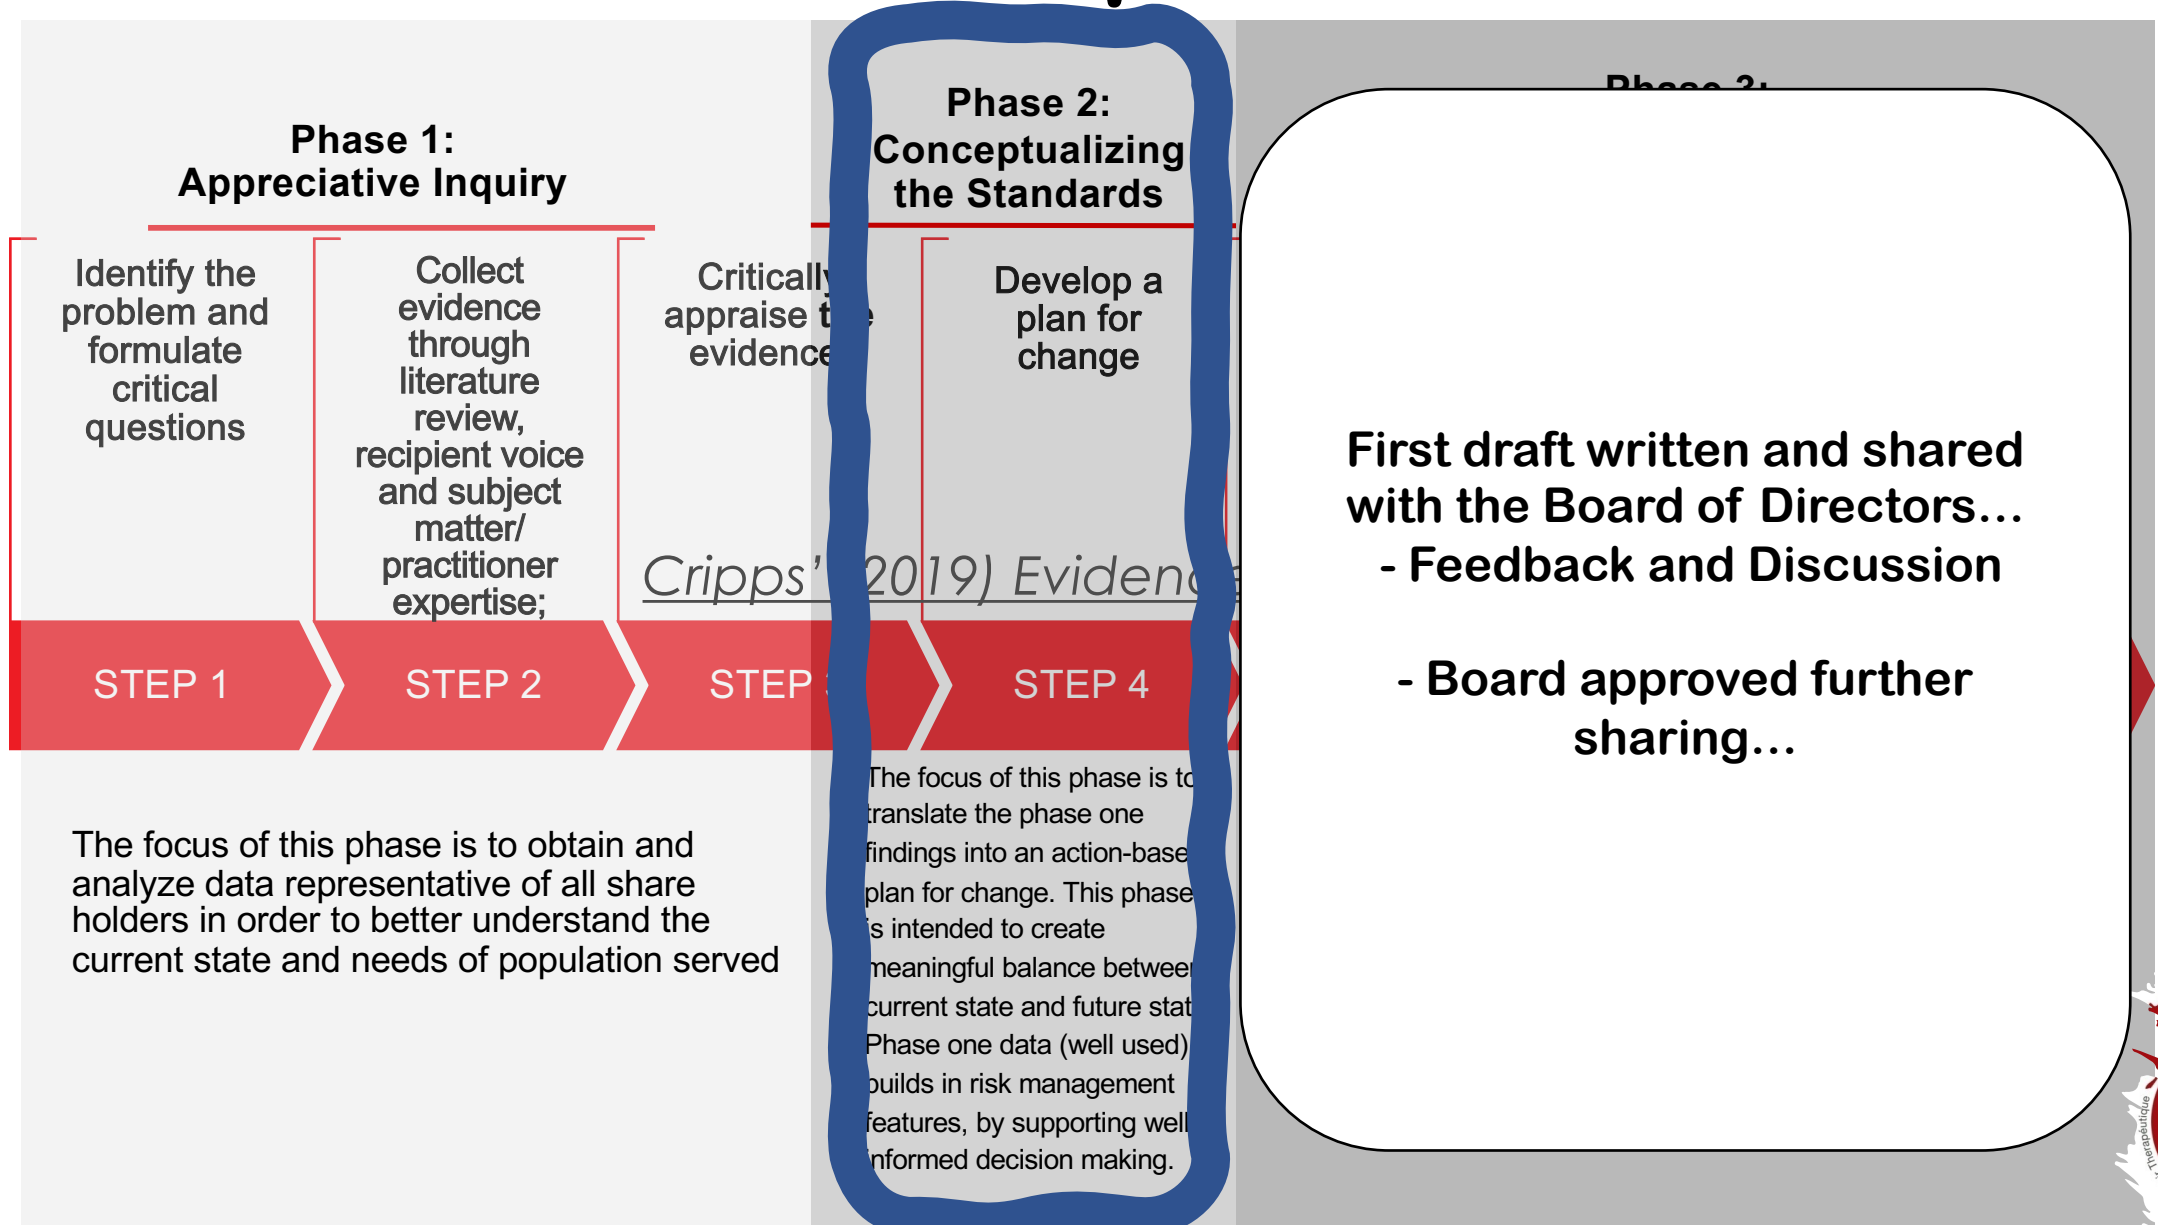 Phase 1:
Appreciative Inquiry
Identify the
problem and
formulate
critical
questions
Collect
evidence
through
literature
review,
recipient voice
and subject
matter/
practitioner
expertise;
Critically
appraise the
evidence
Phase 2:
Conceptualizing
the Standards
Develop a
plan for
change
Phase 3:
Cripps' 2019) Evidenc
STEP 1
STEP 2
STEP 3
STEP 4
The focus of this phase is to obtain and
analyze data representative of all share
holders in order to better understand the
current state and needs of population served
The focus of this phase is to
translate the phase one
findings into an action-base
plan for change. This phase
is intended to create
meaningful balance between
current state and future stat
Phase one data (well used)
builds in risk management
features, by supporting well
informed decision making.
First draft written and shared
with the Board of Directors...
- Feedback and Discussion
- Board approved further
sharing...
Thérapeutique